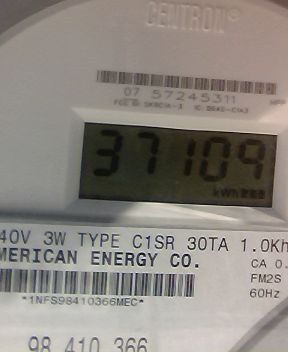 CENTRON®
07 57245311
37109
kWh
40V 3W TYPE C1SR 30TA 1.0Kh
MERICAN ENERGY CO.
CA 0.
FM2S
*1NFS98410366MEC*
60Hz
98 410 366